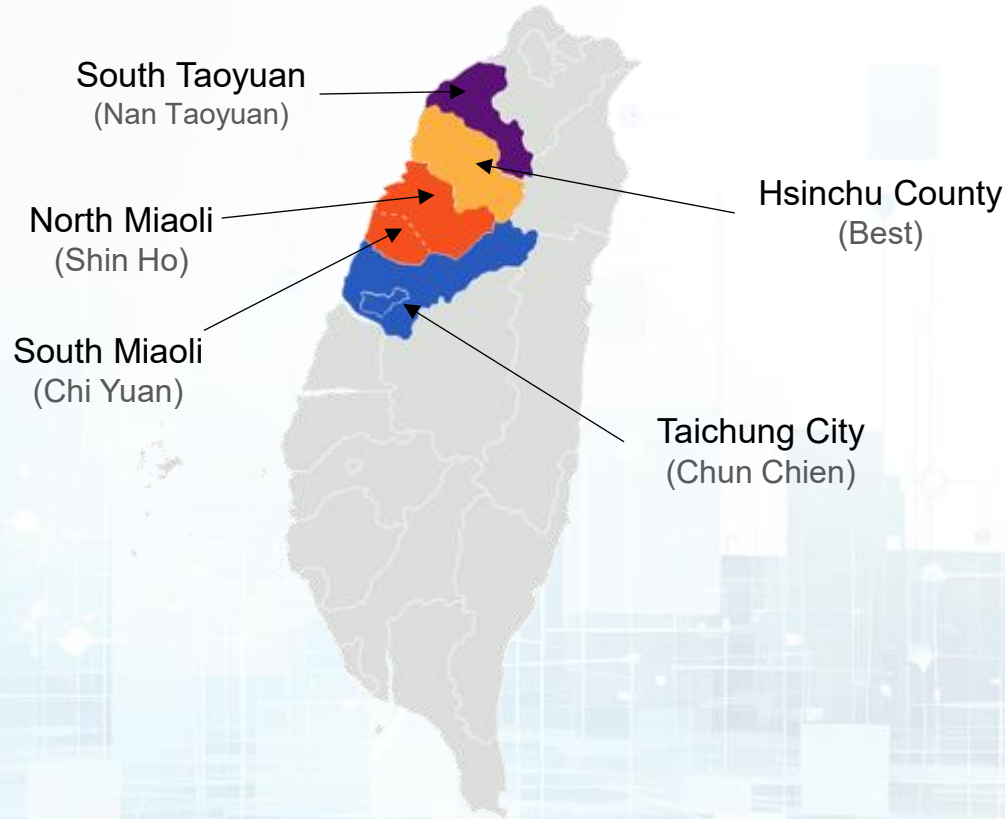 South Taoyuan
(Nan Taoyuan)
North Miaoli
(Shin Ho)
South Miaoli
(Chi Yuan)
Hsinchu County
(Best)
Taichung City
(Chun Chien)